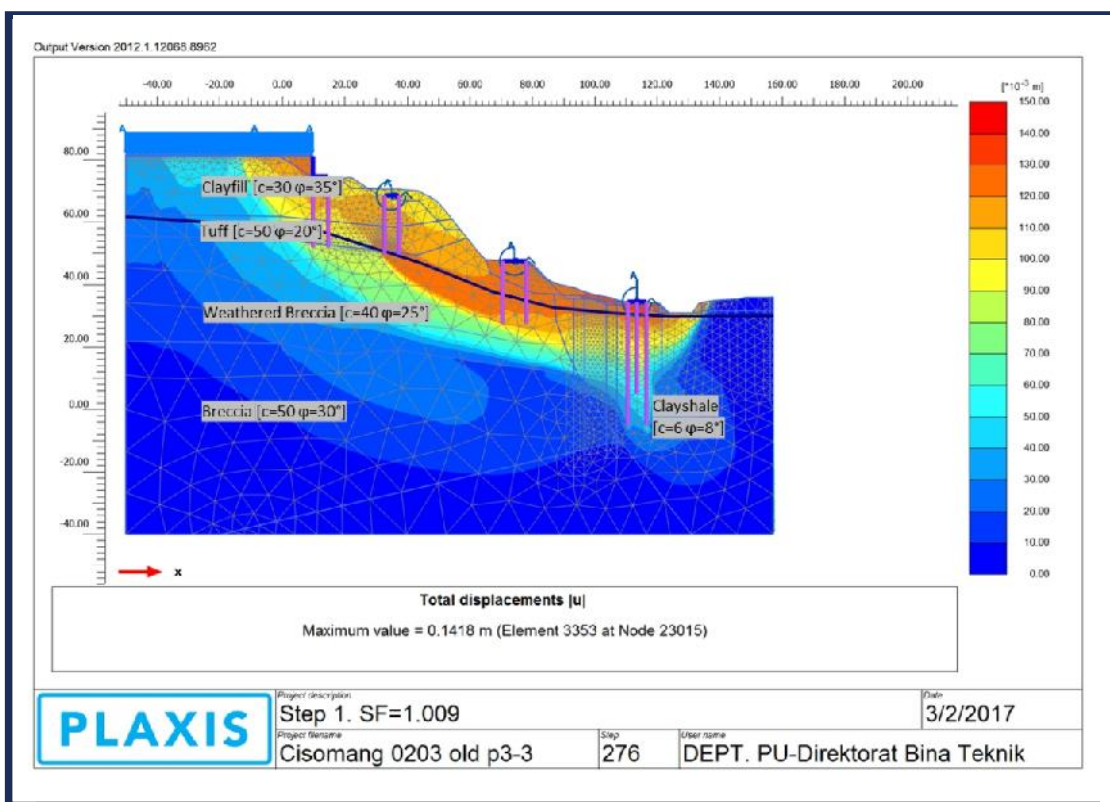 Output Version 2012.1.12068.8962
-40.00 -20.00 0.00 20.00 40.00 60.00 80.00 100.00 120.00 140.00 160.00 180.00 200.00
[*10⁻³ m]
150.00
140.00
130.00
120.00
110.00
100.00
90.00
80.00
70.00
60.00
50.00
40.00
30.00
20.00
10.00
0.00
80.00
60.00
40.00
20.00
0.00
-20.00
-40.00
A A A
A
A
A
Clayfill [c=30 φ=35°]
Tuff [c=50 φ=20°]
Weathered Breccia [c=40 φ=25°]
Breccia [c=50 φ=30°]
Clayshale
[c=6 φ=8°]
x
Total displacements |u|
Maximum value = 0.1418 m (Element 3353 at Node 23015)
PLAXIS
Project description
Step 1. SF=1.009
Date
3/2/2017
Project filename
Cisomang 0203 old p3-3
Step
276
User name
DEPT. PU-Direktorat Bina Teknik